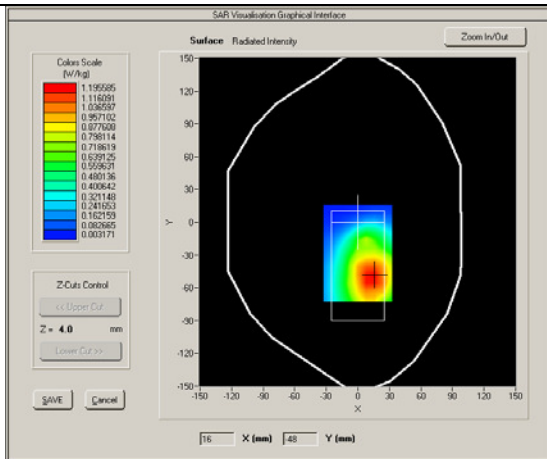 SAR Visualisation Graphical Interface
Surface Radiated Intensity
Zoom In/Out
Colors Scale
(W/kg)
1.195585
1.116091
1.036597
0.957102
0.877608
0.798114
0.718619
0.639125
0.559631
0.480136
0.400642
0.321148
0.241653
0.162159
0.082665
0.003171
Z-Cuts Control
<< Upper Cut
Z = 4.0 mm
Lower Cut >>
SAVE Cancel
150
120
90
60
30
0
-30
-60
-90
-120
-150
Y
-150 -120 -90 -60 -30 0 30 60 90 120 150
X
16 X (mm) -48 Y (mm)